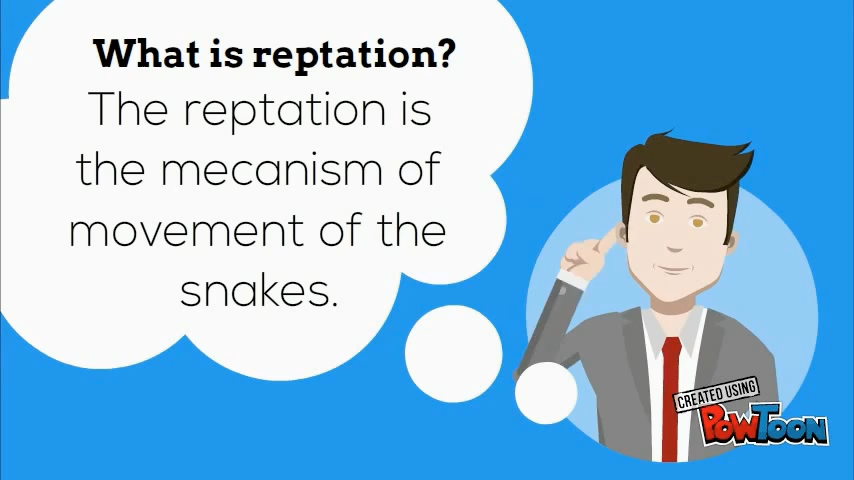 What is reptation?
The reptation is
the mecanism of
movement of the
snakes.
CREATED USING
POWTOON